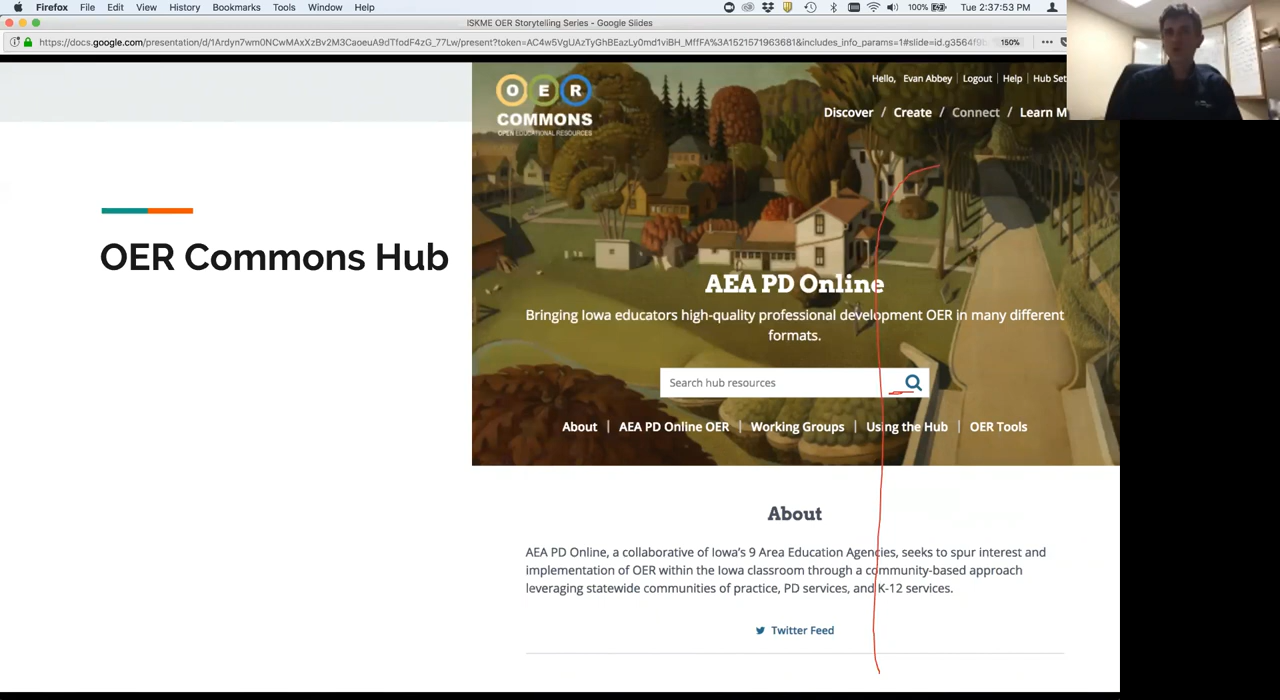 Firefox File Edit View History Bookmarks Tools Window Help 100% Tue 2:37:53 PM
ISKME OER Storytelling Series - Google Slides
150%
OER
COMMONS
OPEN EDUCATIONAL RESOURCES
Hello, Evan Abbey | Logout | Help | Hub Set
Discover / Create / Connect / Learn M
OER Commons Hub
AEA PD Online
Bringing Iowa educators high-quality professional development OER in many different
formats.
Search hub resources
About | AEA PD Online OER | Working Groups | Using the Hub | OER Tools
About
AEA PD Online, a collaborative of Iowa's 9 Area Education Agencies, seeks to spur interest and
implementation of OER within the Iowa classroom through a community-based approach
leveraging statewide communities of practice, PD services, and K-12 services.
Twitter Feed